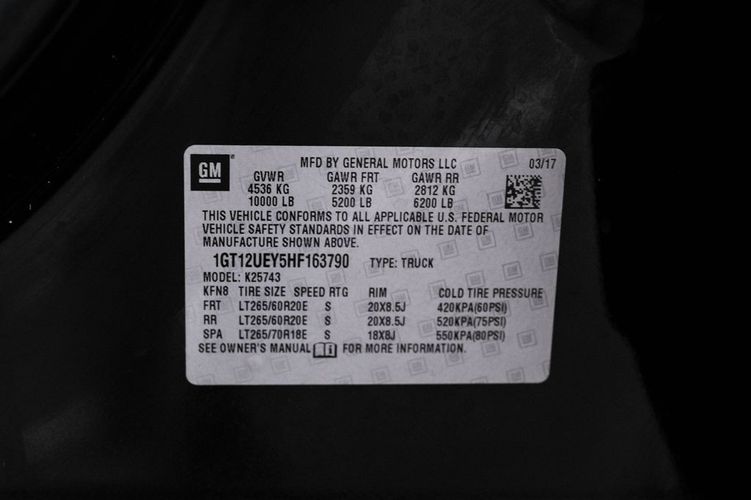 GM MFD BY GENERAL MOTORS LLC 03/17
GVWR GAWR FRT GAWR RR
4536 KG 2359 KG 2812 KG
10000 LB 5200 LB 6200 LB
THIS VEHICLE CONFORMS TO ALL APPLICABLE U.S. FEDERAL MOTOR
VEHICLE SAFETY STANDARDS IN EFFECT ON THE DATE OF
MANUFACTURE SHOWN ABOVE.
1GT12UEY5HF163790 TYPE: TRUCK
MODEL: K25743
KFN8 TIRE SIZE SPEED RTG RIM COLD TIRE PRESSURE
FRT LT265/60R20E S 20X8.5J 420KPA(60PSI)
RR LT265/60R20E S 20X8.5J 520KPA(75PSI)
SPA LT265/70R18E S 18X8J 550KPA(80PSI)
SEE OWNER'S MANUAL FOR MORE INFORMATION.